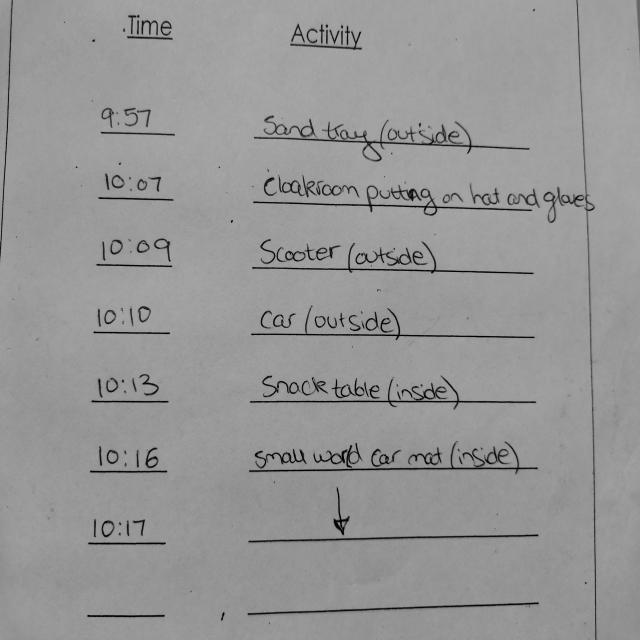 Time Activity
9:57 Sand tray (outside)
10:07 cloakroom putting on hat and gloves
10:09 Scooter (outside)
10:10 Car (outside)
10:13 Snack table (inside)
10:16 small world car mat (inside)
10:17 ↓